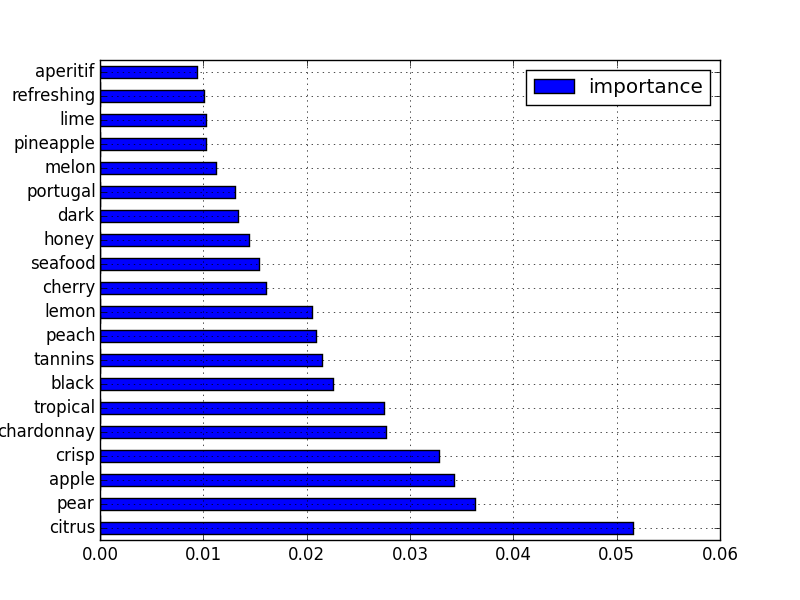 aperitif
refreshing
lime
pineapple
melon
portugal
dark
honey
seafood
cherry
lemon
peach
tannins
black
tropical
chardonnay
crisp
apple
pear
citrus
importance
0.00 0.01 0.02 0.03 0.04 0.05 0.06